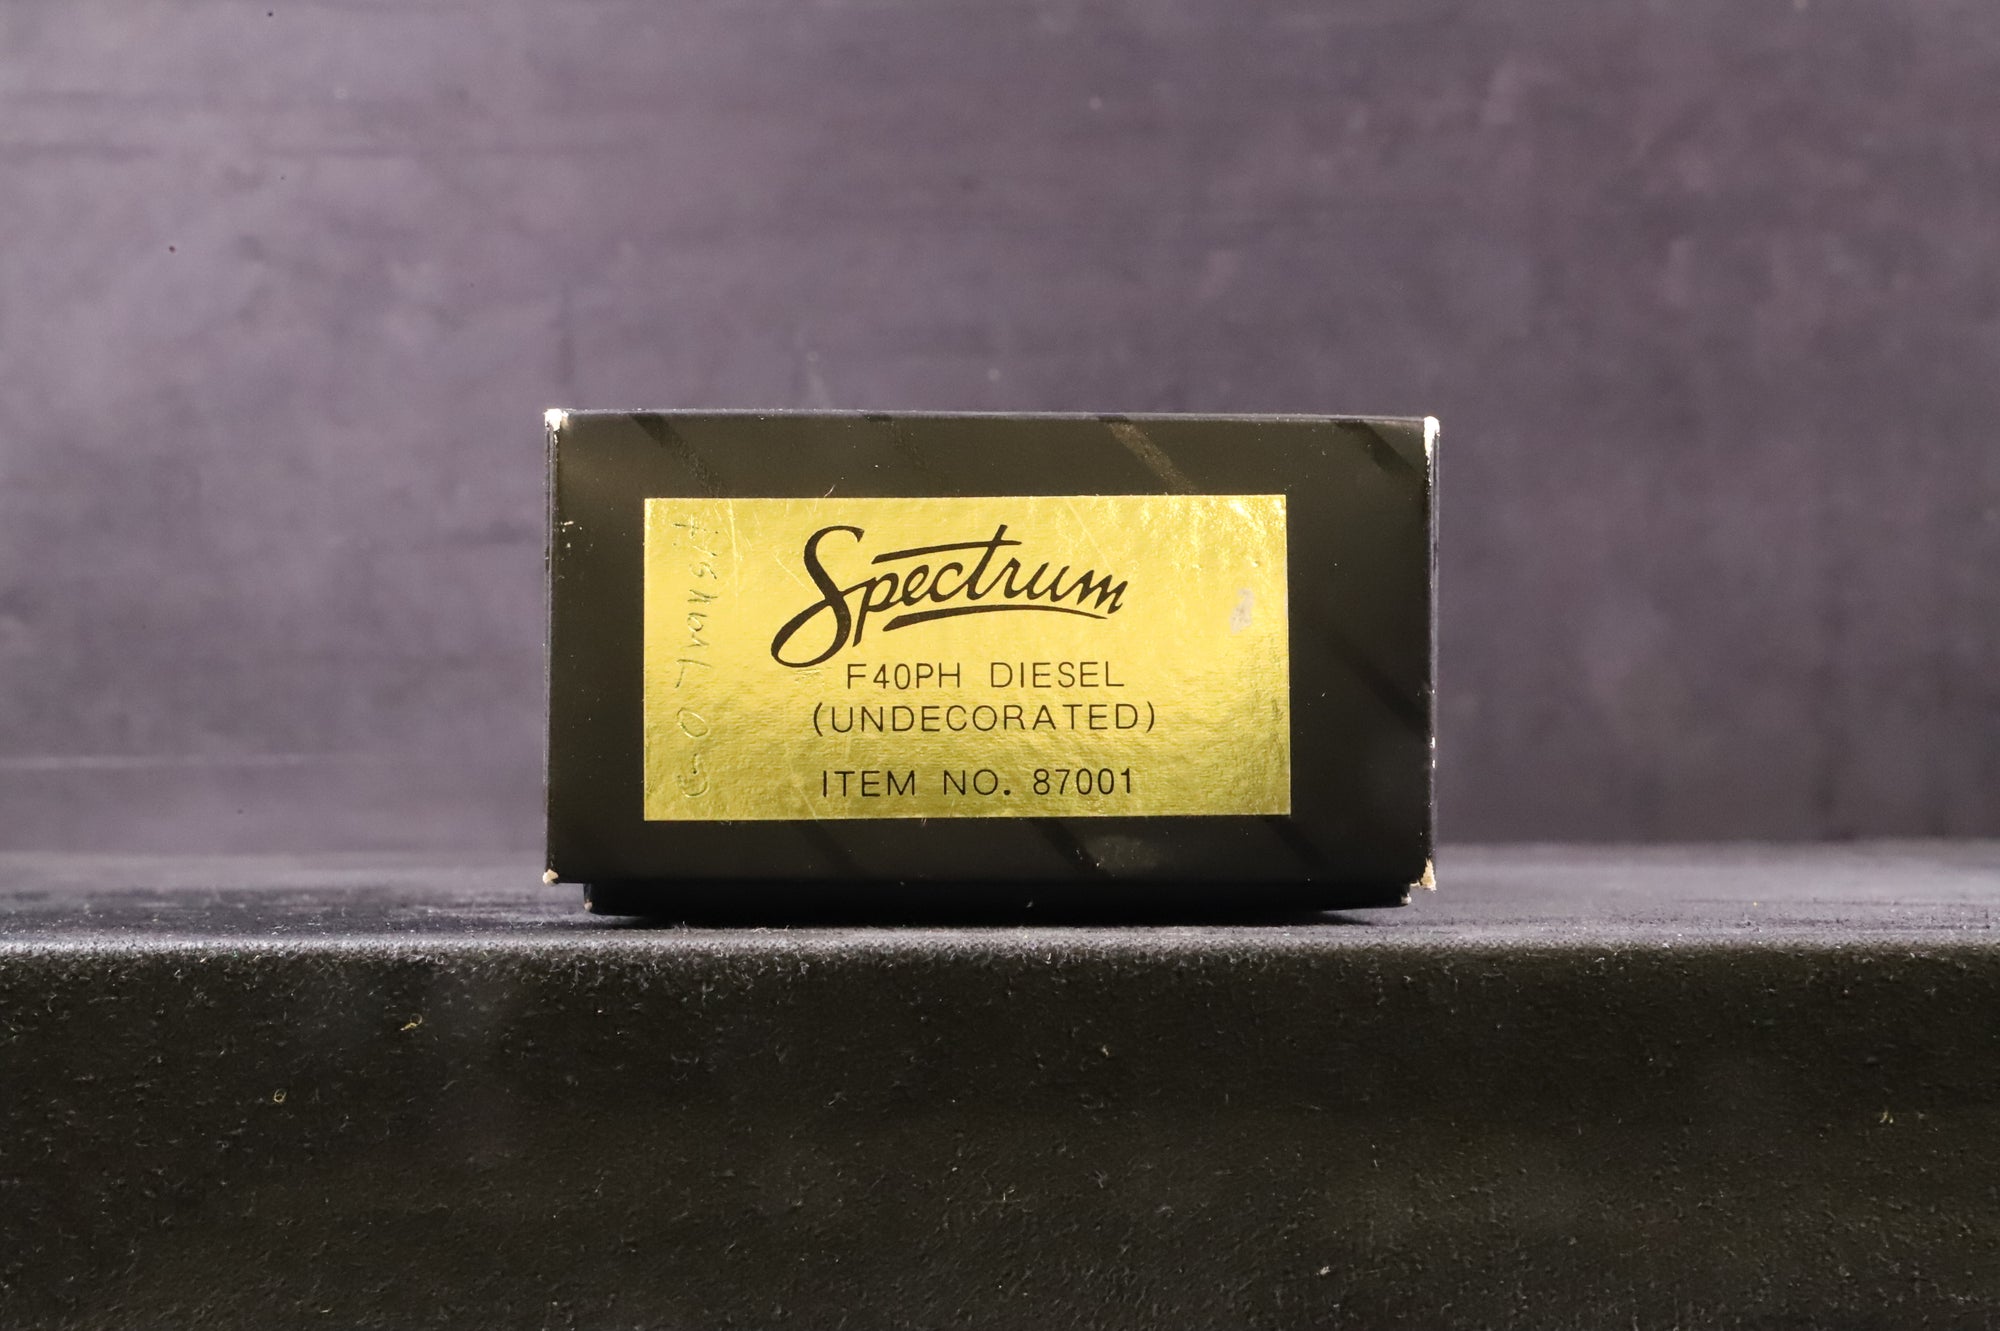 Spectrum
F40PH DIESEL
(UNDECORATED)
ITEM NO. 87001